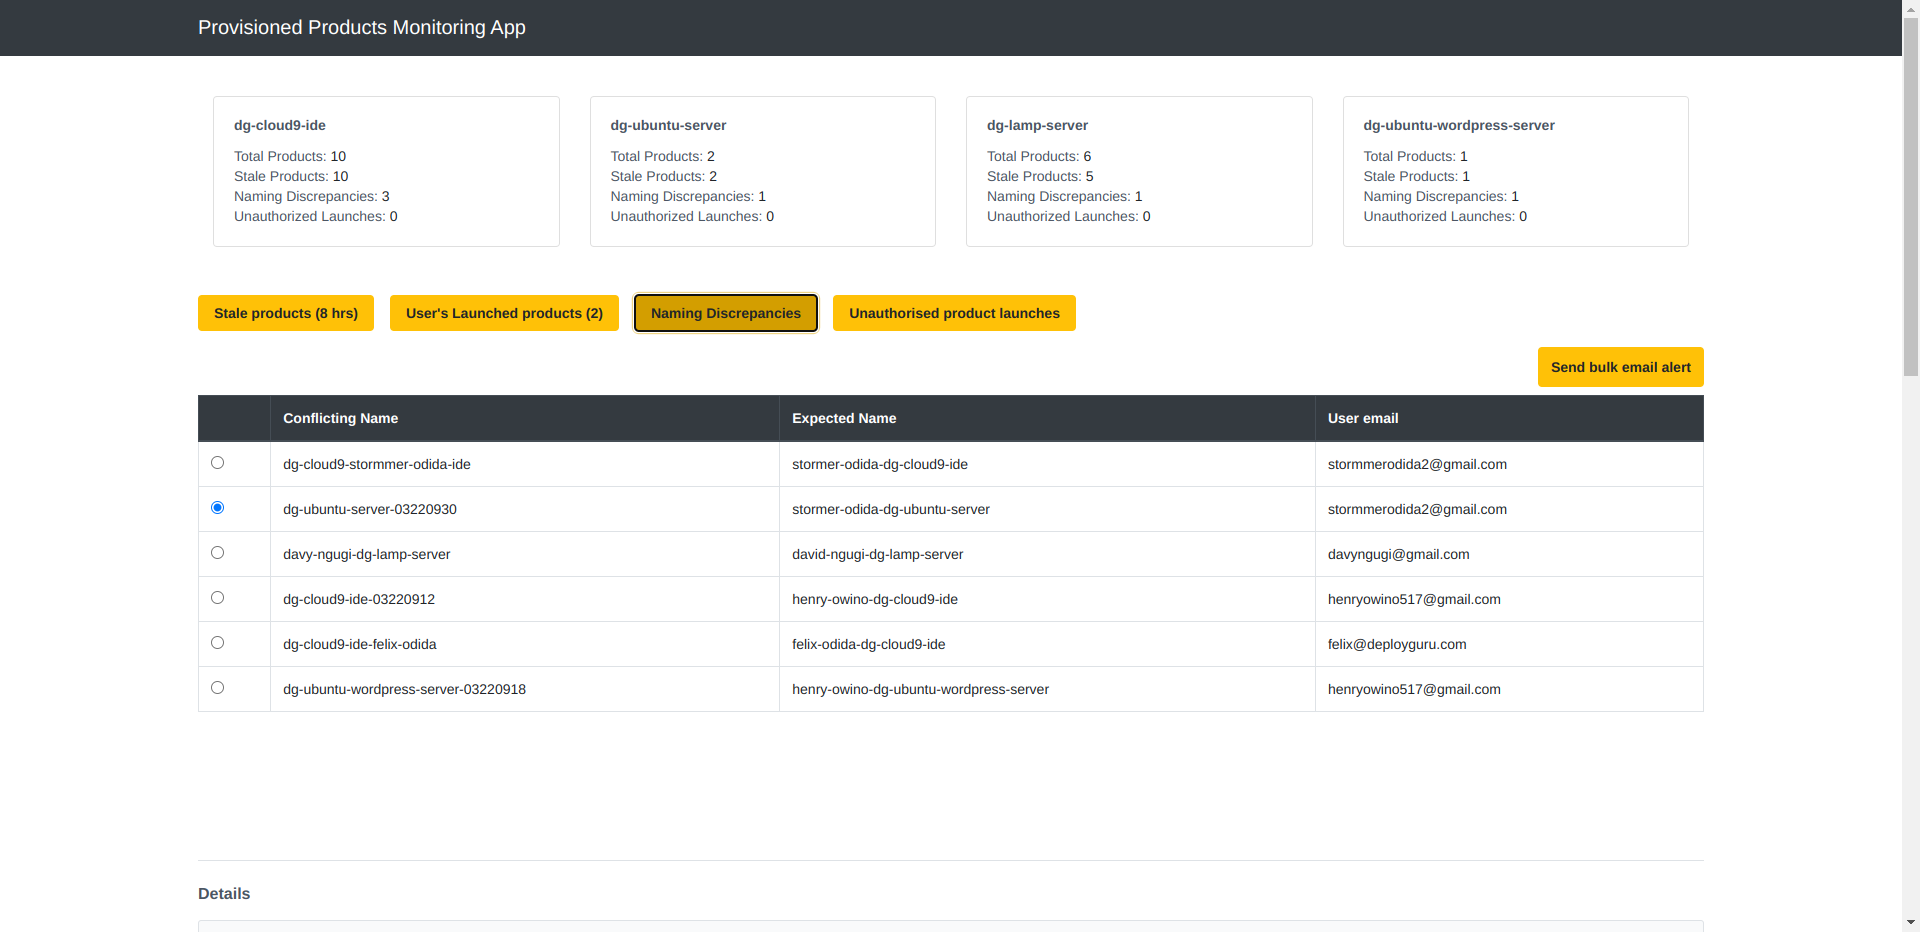 Provisioned Products Monitoring App
dg-cloud9-ide
Total Products: 10
Stale Products: 10
Naming Discrepancies: 3
Unauthorized Launches: 0
dg-ubuntu-server
Total Products: 2
Stale Products: 2
Naming Discrepancies: 1
Unauthorized Launches: 0
dg-lamp-server
Total Products: 6
Stale Products: 5
Naming Discrepancies: 1
Unauthorized Launches: 0
dg-ubuntu-wordpress-server
Total Products: 1
Stale Products: 1
Naming Discrepancies: 1
Unauthorized Launches: 0
Stale products (8 hrs) User's Launched products (2) Naming Discrepancies Unauthorised product launches
Send bulk email alert
Conflicting Name Expected Name User email
dg-cloud9-stormmer-odida-ide stormer-odida-dg-cloud9-ide stormmerodida2@gmail.com
dg-ubuntu-server-03220930 stormer-odida-dg-ubuntu-server stormmerodida2@gmail.com
davy-ngugi-dg-lamp-server david-ngugi-dg-lamp-server davyngugi@gmail.com
dg-cloud9-ide-03220912 henry-owino-dg-cloud9-ide henryowino517@gmail.com
dg-cloud9-ide-felix-odida felix-odida-dg-cloud9-ide felix@deployguru.com
dg-ubuntu-wordpress-server-03220918 henry-owino-dg-ubuntu-wordpress-server henryowino517@gmail.com
Details